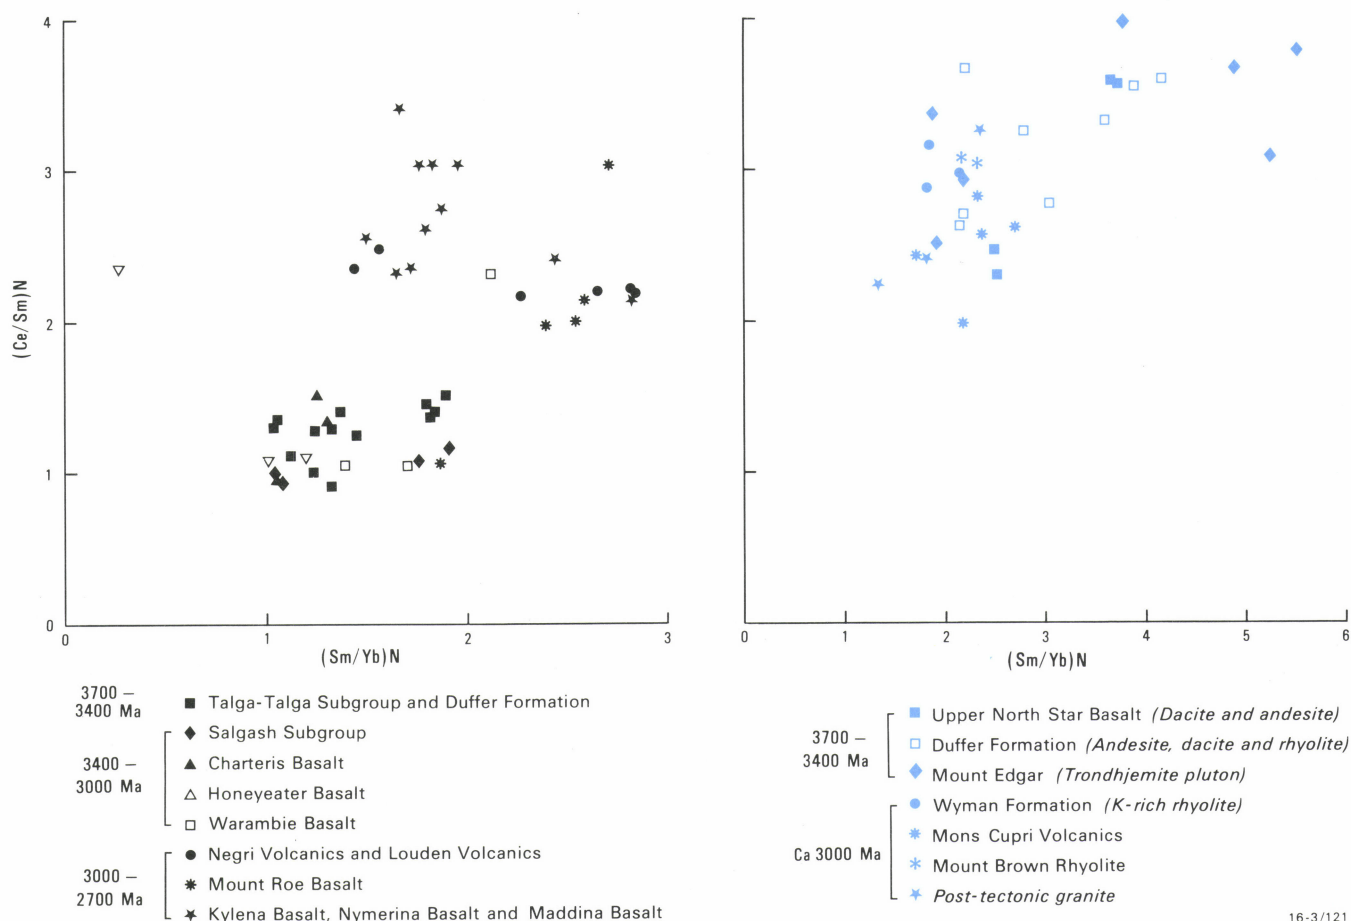 4
3
2
1
0
(Ce/Sm)N
0 1 2 3
(Sm/Yb)N
0 1 2 3 4 5 6
(Sm/Yb)N
3700 –
3400 Ma
Talga-Talga Subgroup and Duffer Formation
3400 –
3000 Ma
Salgash Subgroup
Charteris Basalt
Honeyeater Basalt
Warambie Basalt
3000 –
2700 Ma
Negri Volcanics and Louden Volcanics
Mount Roe Basalt
Kylena Basalt, Nymerina Basalt and Maddina Basalt
3700 –
3400 Ma
Upper North Star Basalt (Dacite and andesite)
Duffer Formation (Andesite, dacite and rhyolite)
Mount Edgar (Trondhjemite pluton)
Ca 3000 Ma
Wyman Formation (K-rich rhyolite)
Mons Cupri Volcanics
Mount Brown Rhyolite
Post-tectonic granite
16-3/121